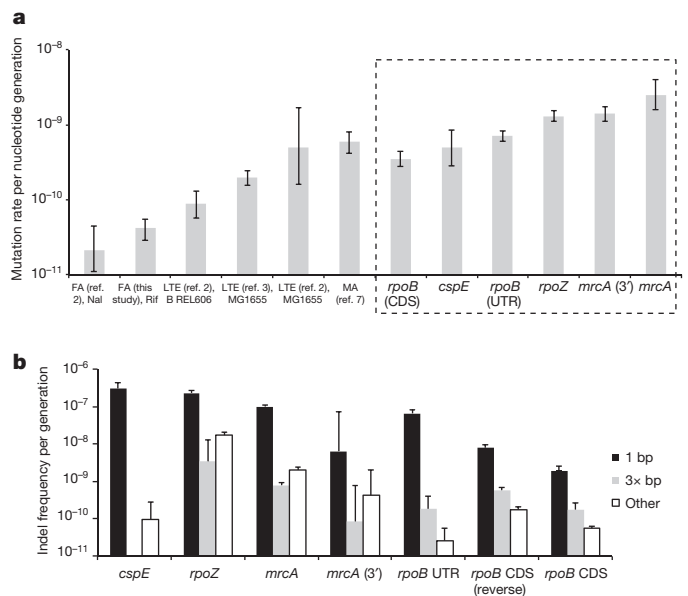 a
Mutation rate per nucleotide generation
10⁻⁸
10⁻⁹
10⁻¹⁰
10⁻¹¹
FA (ref. 2), Nal
FA (this study), Rif
LTE (ref. 2), B REL606
LTE (ref. 3), MG1655
LTE (ref. 2), MG1655
MA (ref. 7)
rpoB (CDS)
cspE
rpoB (UTR)
rpoZ
mrcA (3′)
mrcA
b
Indel frequency per generation
10⁻⁶
10⁻⁷
10⁻⁸
10⁻⁹
10⁻¹⁰
10⁻¹¹
cspE
rpoZ
mrcA
mrcA (3′)
rpoB UTR
rpoB CDS (reverse)
rpoB CDS
1 bp
3× bp
Other